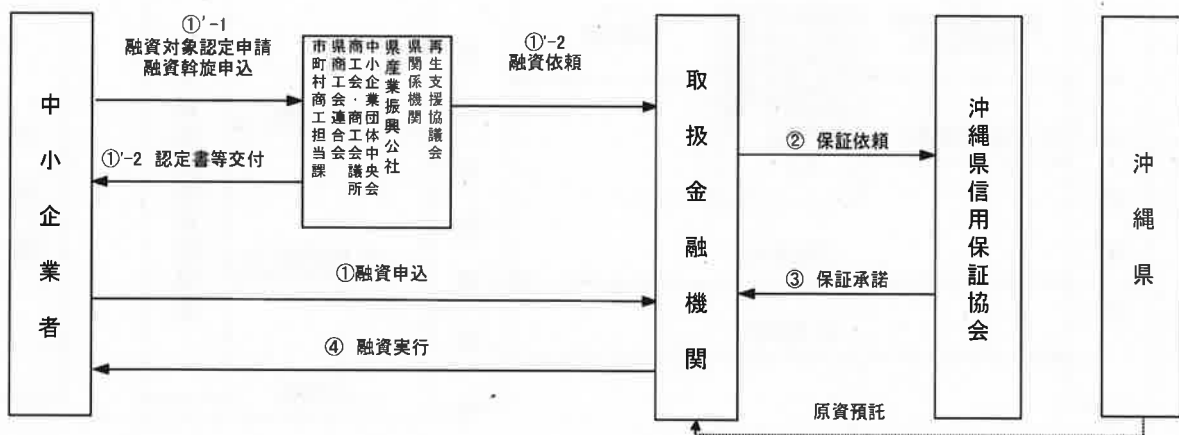 中小企業者
①'-1
融資対象認定申請
融資斡旋申込
①'-2 認定書等交付
再生支援協議会
県関係機関
県産業振興公社
中小企業団体中央会
商工会・商工会議所
県商工会連合会
市町村商工担当課
①'-2
融資依頼
①融資申込
④ 融資実行
取扱金融機関
② 保証依頼
③ 保証承諾
沖縄県信用保証協会
沖縄県
原資預託